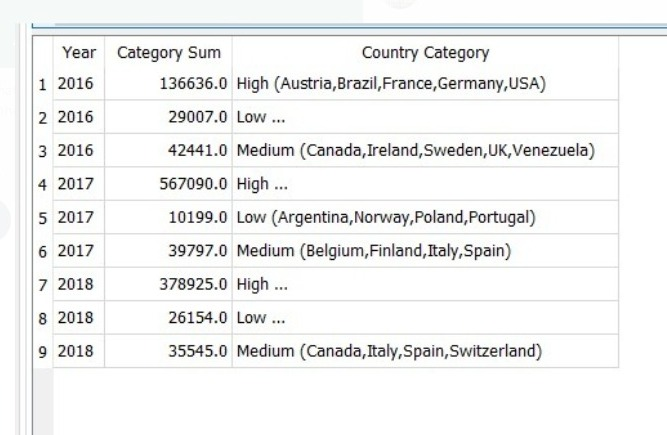 Year Category Sum Country Category
1 2016 136636.0 High (Austria,Brazil,France,Germany,USA)
2 2016 29007.0 Low ...
3 2016 42441.0 Medium (Canada,Ireland,Sweden,UK,Venezuela)
4 2017 567090.0 High ...
5 2017 10199.0 Low (Argentina,Norway,Poland,Portugal)
6 2017 39797.0 Medium (Belgium,Finland,Italy,Spain)
7 2018 378925.0 High ...
8 2018 26154.0 Low ...
9 2018 35545.0 Medium (Canada,Italy,Spain,Switzerland)